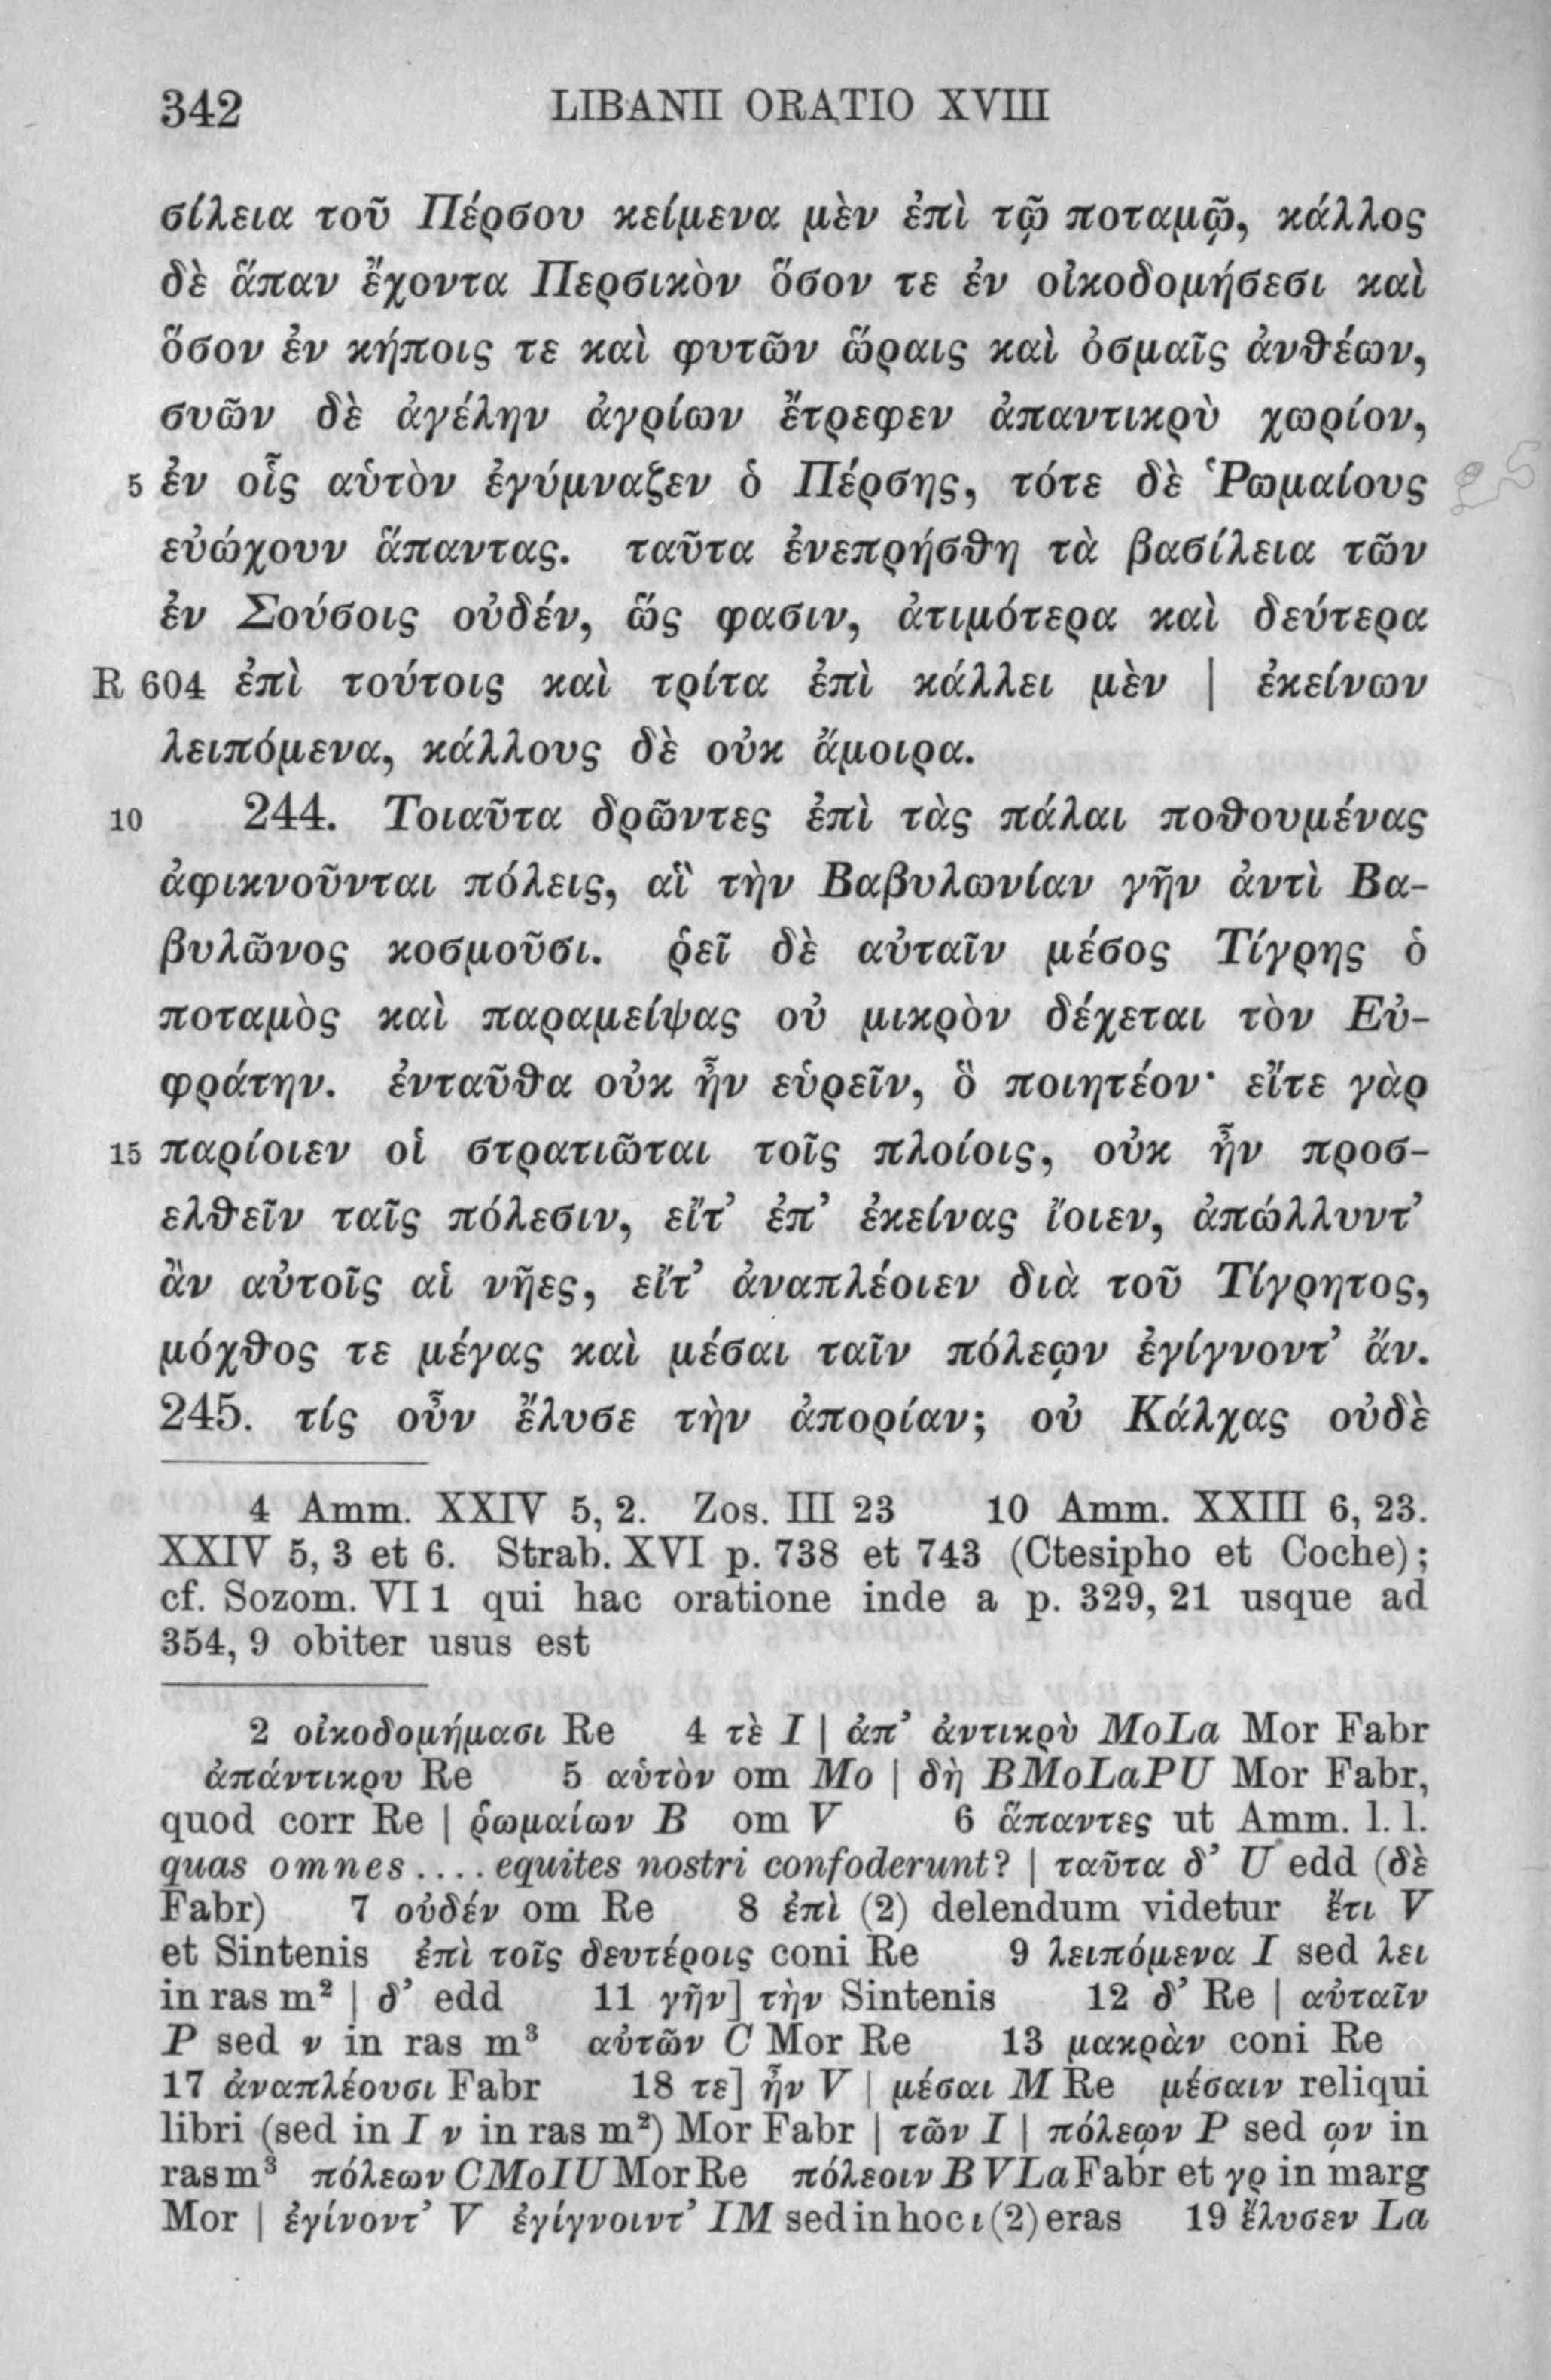 342 LIBANII ORATIO XVIII
σίλεια τοῦ Πέρσου κείμενα μὲν ἐπὶ τῷ ποταμῷ, κάλλος
δὲ ἅπαν ἔχοντα Περσικὸν ὅσον τε ἐν οἰκοδομήσεσι καὶ
ὅσον ἐν κήποις τε καὶ φυτῶν ὥραις καὶ ὀσμαῖς ἀνθέων,
συῶν δὲ ἀγέλην ἀγρίων ἔτρεφεν ἀπαντικρὺ χωρίον,
5 ἐν οἷς αὑτὸν ἐγύμναζεν ὁ Πέρσης, τότε δὲ Ῥωμαίους
εὐώχουν ἅπαντας. ταῦτα ἐνεπρήσθη τὰ βασίλεια τῶν
ἐν Σούσοις οὐδέν, ὥς φασιν, ἀτιμότερα καὶ δεύτερα
R 604 ἐπὶ τούτοις καὶ τρίτα ἐπὶ κάλλει μὲν | ἐκείνων
λειπόμενα, κάλλους δὲ οὐκ ἄμοιρα.
10 244. Τοιαῦτα δρῶντες ἐπὶ τὰς πάλαι ποθουμένας
ἀφικνοῦνται πόλεις, αἳ τὴν Βαβυλωνίαν γῆν ἀντὶ Βα-
βυλῶνος κοσμοῦσι. ῥεῖ δὲ αὐταῖν μέσος Τίγρης ὁ
ποταμὸς καὶ παραμείψας οὐ μικρὸν δέχεται τὸν Εὐ-
φράτην. ἐνταῦθα οὐκ ἦν εὑρεῖν, ὃ ποιητέον· εἴτε γὰρ
15 παρίοιεν οἱ στρατιῶται τοῖς πλοίοις, οὐκ ἦν προσ-
ελθεῖν ταῖς πόλεσιν, εἴτ’ ἐπ’ ἐκείνας ἴοιεν, ἀπώλλυντ’
ἂν αὐτοῖς αἱ νῆες, εἴτ’ ἀναπλέοιεν διὰ τοῦ Τίγρητος,
μόχθος τε μέγας καὶ μέσαι ταῖν πόλεῳν ἐγίγνοντ’ ἄν.
245. τίς οὖν ἔλυσε τὴν ἀπορίαν; οὐ Κάλχας οὐδὲ
4 Amm. XXIV 5, 2. Zos. III 23 10 Amm. XXIII 6, 23.
XXIV 5, 3 et 6. Strab. XVI p. 738 et 743 (Ctesipho et Coche);
cf. Sozom. VI 1 qui hac oratione inde a p. 329, 21 usque ad
354, 9 obiter usus est
2 οἰκοδομήμασι Re 4 τὲ I | ἀπ’ ἀντικρὺ MoLa Mor Fabr
ἀπάντικρυ Re 5 αὑτὸν om Mo | δὴ BMoLaPU Mor Fabr,
quod corr Re | ῥωμαίων B om V 6 ἅπαντες ut Amm. l. l.
quas omnes .... equites nostri confoderunt? | ταῦτα δ’ U edd (δὲ
Fabr) 7 οὐδέν om Re 8 ἐπὶ (2) delendum videtur ἔτι V
et Sintenis ἐπὶ τοῖς δευτέροις coni Re 9 λειπόμενα I sed λει
in ras m² | δ’ edd 11 γῆν] τὴν Sintenis 12 δ’ Re | αὐταῖν
P sed ν in ras m³ αὐτῶν C Mor Re 13 μακρὰν coni Re
17 ἀναπλέουσι Fabr 18 τε] ἦν V | μέσαι M Re μέσαιν reliqui
libri (sed in I ν in ras m²) Mor Fabr | τῶν I | πόλεῳν P sed ῳν in
ras m³ πόλεων CMoIU Mor Re πόλεοιν BVLa Fabr et γρ in marg
Mor | ἐγίνοντ’ V ἐγίγνοιντ’ IM sed in hoc ι (2) eras 19 ἔλυσεν La